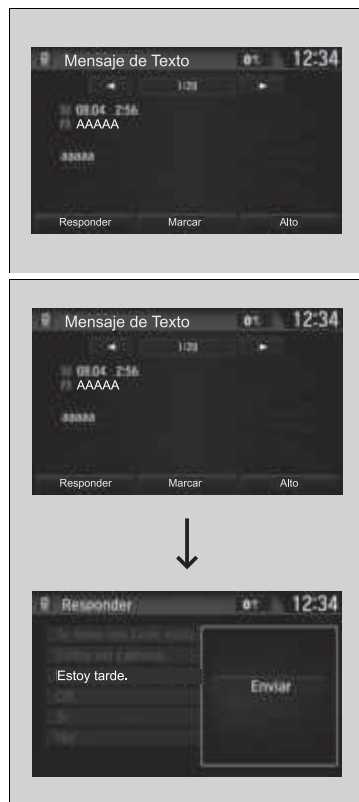 Mensaje de Texto 12:34
1/20
08.04 2:56
AAAAA
aaaaa
Responder Marcar Alto
Mensaje de Texto 12:34
1/20
08.04 2:56
AAAAA
aaaaa
Responder Marcar Alto
Responder 12:34
Estoy tarde.
OK
Enviar